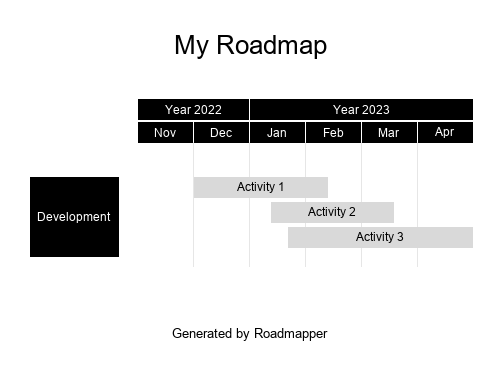 My Roadmap
Year 2022 Year 2023
Nov Dec Jan Feb Mar Apr
Activity 1
Development
Activity 2
Activity 3
Generated by Roadmapper